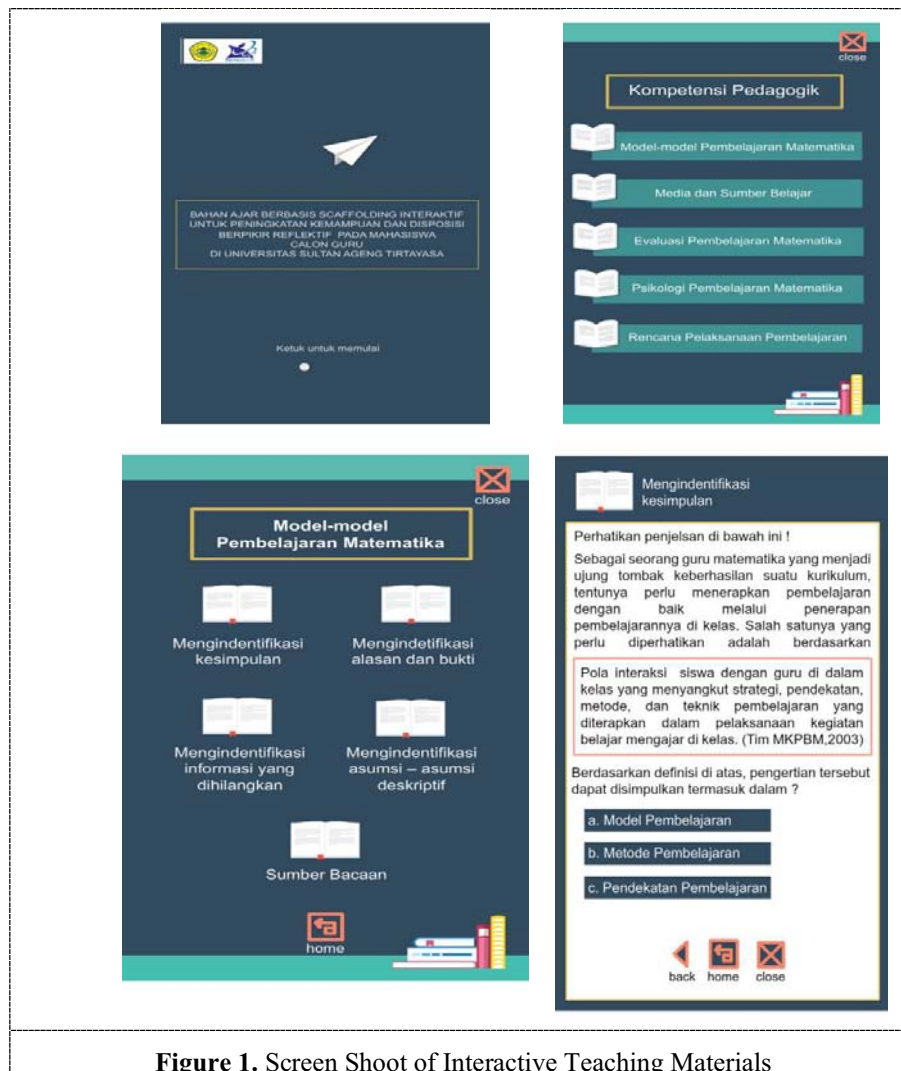 BAHAN AJAR BERBASIS SCAFFOLDING INTERAKTIF
UNTUK PENINGKATAN KEMAMPUAN DAN DISPOSISI
BERPIKIR REFLEKTIF PADA MAHASISWA
CALON GURU
DI UNIVERSITAS SULTAN AGENG TIRTAYASA
Ketuk untuk memulai
close
Kompetensi Pedagogik
Model-model Pembelajaran Matematika
Media dan Sumber Belajar
Evaluasi Pembelajaran Matematika
Psikologi Pembelajaran Matematika
Rencana Pelaksanaan Pembelajaran
close
Model-model
Pembelajaran Matematika
Mengindentifikasi
kesimpulan
Mengindetifikasi
alasan dan bukti
Mengindentifikasi
informasi yang
dihilangkan
Mengindentifikasi
asumsi – asumsi
deskriptif
Sumber Bacaan
home
Mengindentifikasi
kesimpulan
Perhatikan penjelsan di bawah ini !
Sebagai seorang guru matematika yang menjadi
ujung tombak keberhasilan suatu kurikulum,
tentunya perlu menerapkan pembelajaran
dengan baik melalui penerapan
pembelajarannya di kelas. Salah satunya yang
perlu diperhatikan adalah berdasarkan
Pola interaksi siswa dengan guru di dalam
kelas yang menyangkut strategi, pendekatan,
metode, dan teknik pembelajaran yang
diterapkan dalam pelaksanaan kegiatan
belajar mengajar di kelas. (Tim MKPBM,2003)
Berdasarkan definisi di atas, pengertian tersebut
dapat disimpulkan termasuk dalam ?
a. Model Pembelajaran
b. Metode Pembelajaran
c. Pendekatan Pembelajaran
back home close
Figure 1. Screen Shoot of Interactive Teaching Materials